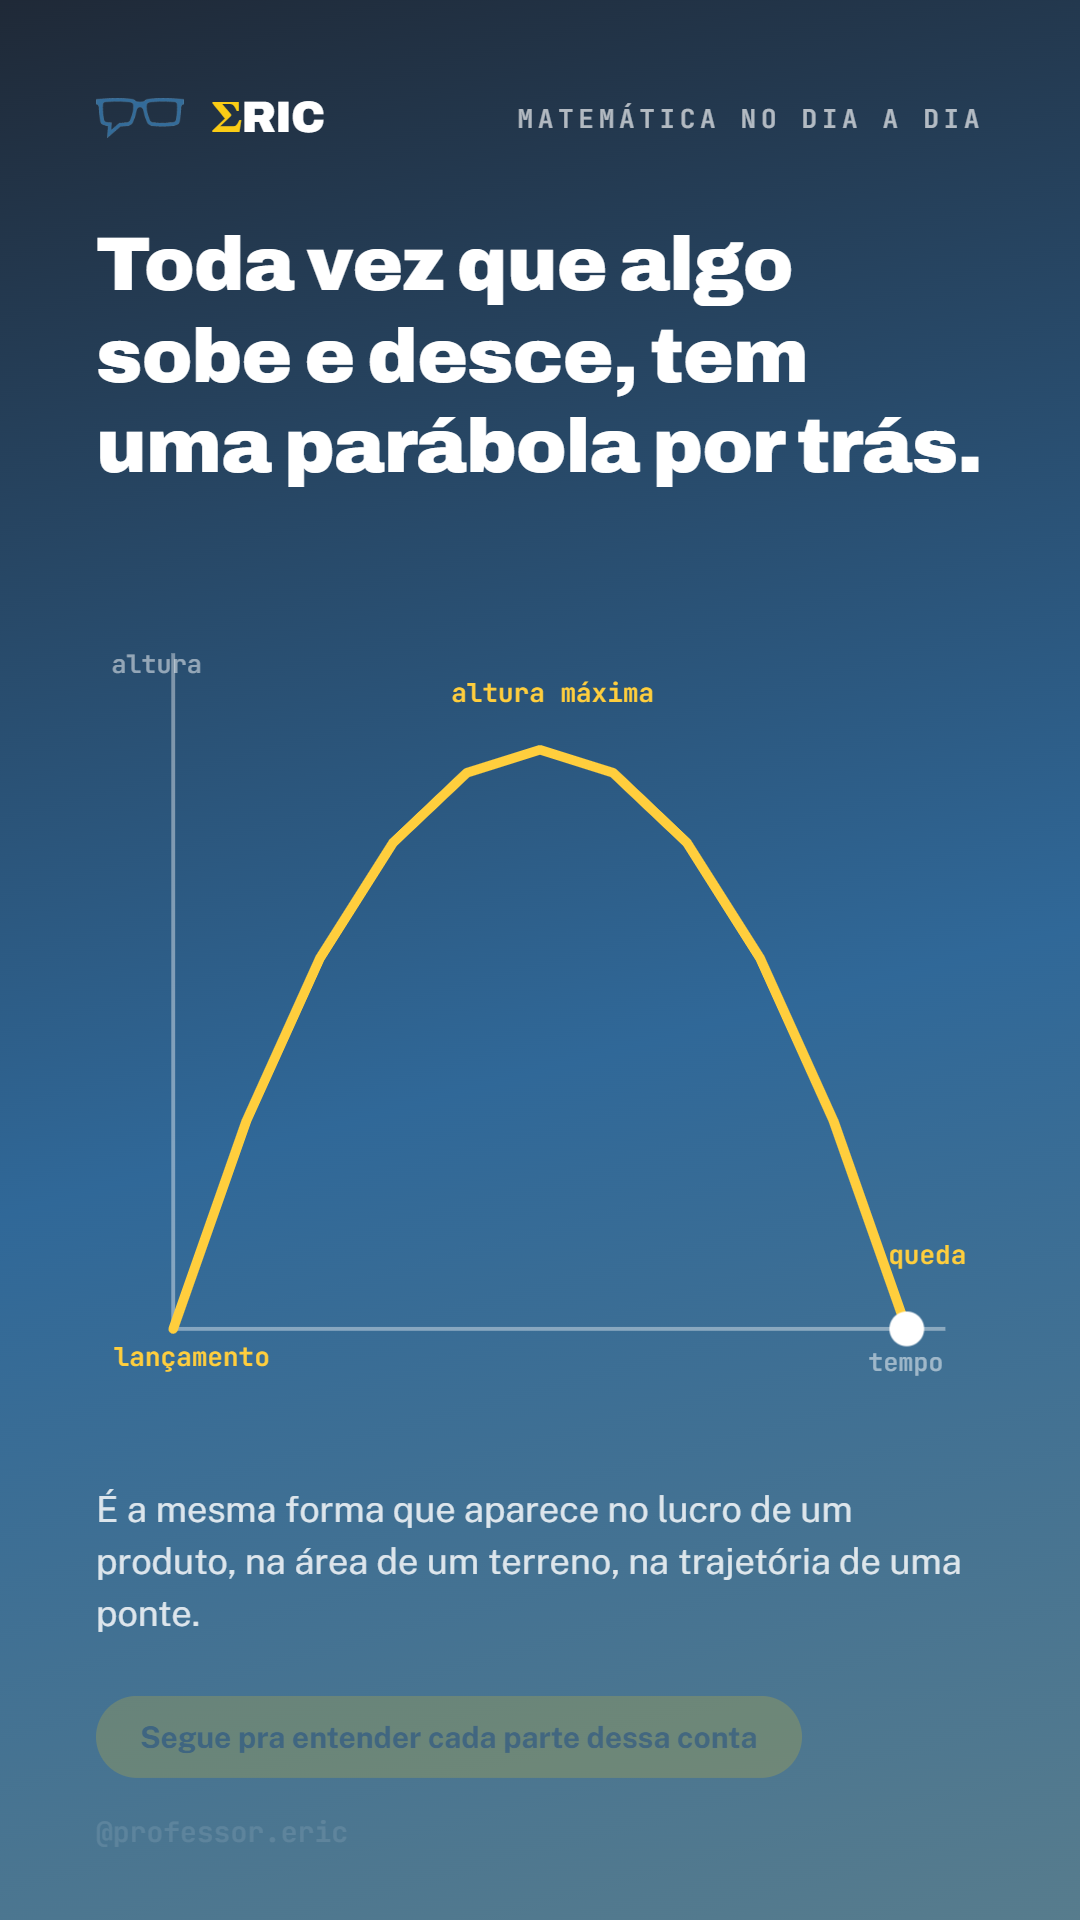 ΣRIC
MATEMÁTICA NO DIA A DIA
Toda vez que algo
sobe e desce, tem
uma parábola por trás.
altura
altura máxima
queda
lançamento
tempo
É a mesma forma que aparece no lucro de um
produto, na área de um terreno, na trajetória de uma
ponte.
Segue pra entender cada parte dessa conta
@professor.eric